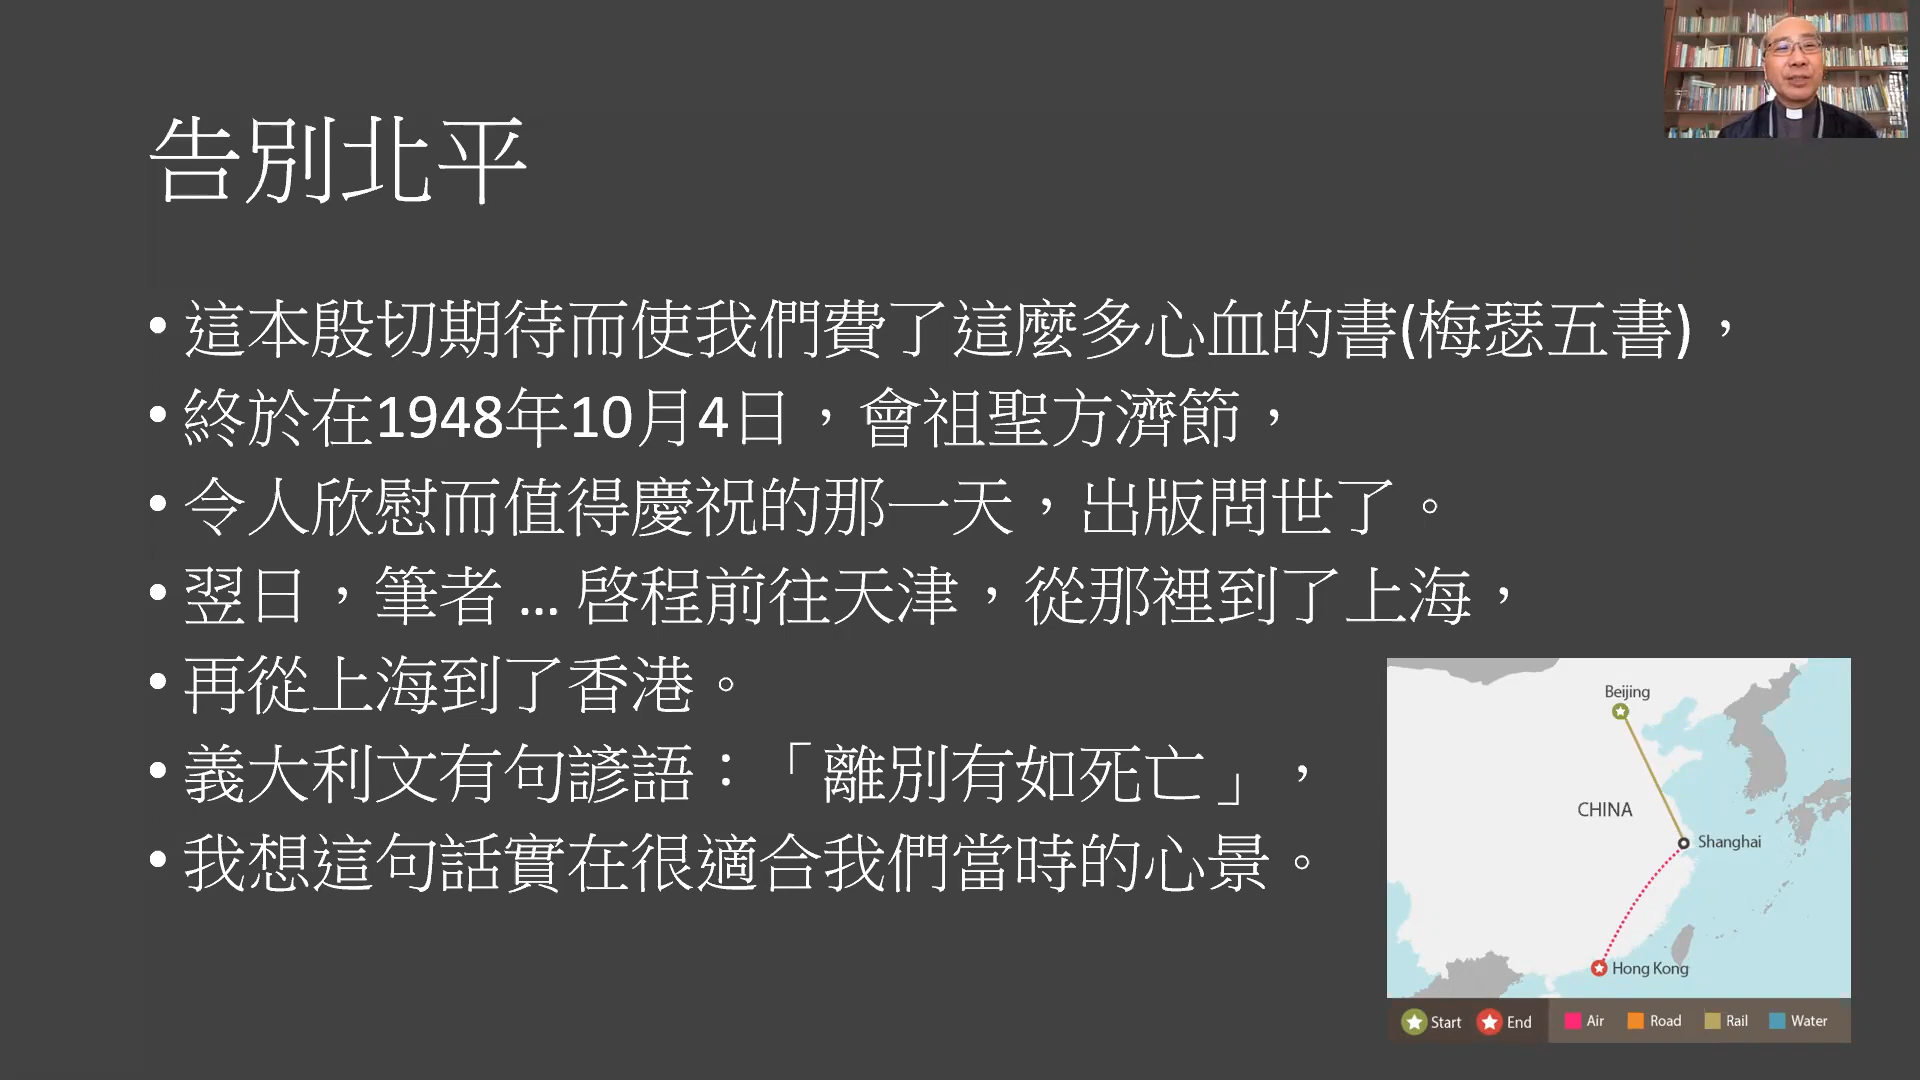 告別北平
• 這本殷切期待而使我們費了這麼多心血的書(梅瑟五書)，
• 終於在1948年10月4日，會祖聖方濟節，
• 令人欣慰而值得慶祝的那一天，出版問世了。
• 翌日，筆者 ... 啓程前往天津，從那裡到了上海，
• 再從上海到了香港。
• 義大利文有句諺語：「離別有如死亡」，
• 我想這句話實在很適合我們當時的心景。
Beijing
CHINA
Shanghai
Hong Kong
Start End Air Road Rail Water